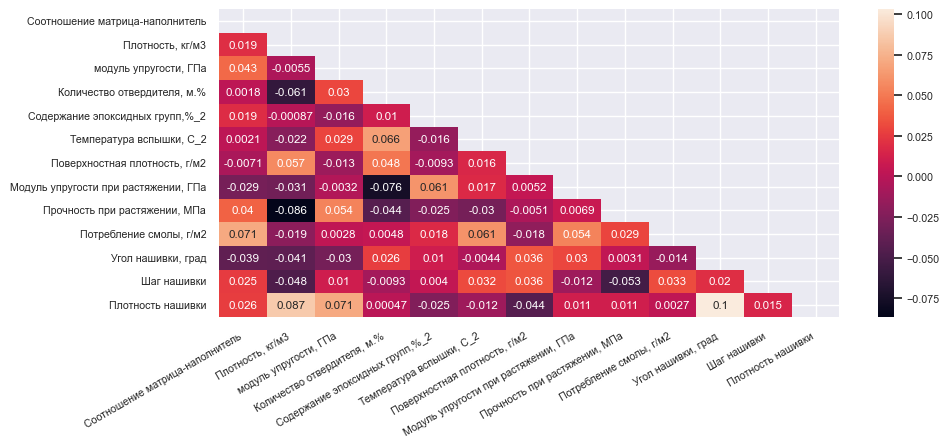 Соотношение матрица-наполнитель
Плотность, кг/м3 0.019
модуль упругости, ГПа 0.043 -0.0055
Количество отвердителя, м.% 0.0018 -0.061 0.03
Содержание эпоксидных групп,%_2 0.019 -0.00087 -0.016 0.01
Температура вспышки, С_2 0.0021 -0.022 0.029 0.066 -0.016
Поверхностная плотность, г/м2 -0.0071 0.057 -0.013 0.048 -0.0093 0.016
Модуль упругости при растяжении, ГПа -0.029 -0.031 -0.0032 -0.076 0.061 0.017 0.0052
Прочность при растяжении, МПа 0.04 -0.086 0.054 -0.044 -0.025 -0.03 -0.0051 0.0069
Потребление смолы, г/м2 0.071 -0.019 0.0028 0.0048 0.018 0.061 -0.018 0.054 0.029
Угол нашивки, град -0.039 -0.041 -0.03 0.026 0.01 -0.0044 0.036 0.03 0.0031 -0.014
Шаг нашивки 0.025 -0.048 0.01 -0.0093 0.004 0.032 0.036 -0.012 -0.053 0.033 0.02
Плотность нашивки 0.026 0.087 0.071 0.00047 -0.025 -0.012 -0.044 0.011 0.011 0.0027 0.1 0.015
Соотношение матрица-наполнитель
Плотность, кг/м3
модуль упругости, ГПа
Количество отвердителя, м.%
Содержание эпоксидных групп,%_2
Температура вспышки, С_2
Поверхностная плотность, г/м2
Модуль упругости при растяжении, ГПа
Прочность при растяжении, МПа
Потребление смолы, г/м2
Угол нашивки, град
Шаг нашивки
Плотность нашивки
0.100
0.075
0.050
0.025
0.000
-0.025
-0.050
-0.075